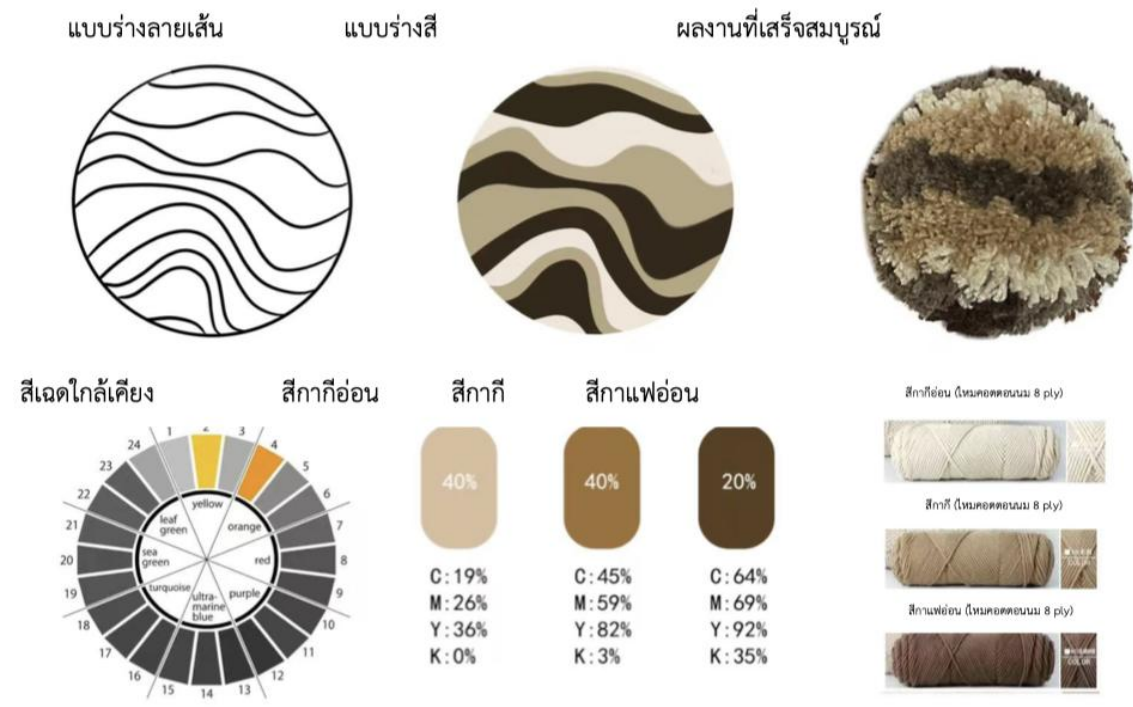 แบบร่างลายเส้น แบบร่างสี ผลงานที่เสร็จสมบูรณ์
สีเฉดใกล้เคียง สีกากีอ่อน สีกากี สีกาแฟอ่อน
1 2 3 4 5 6 7 8 9 10 11 12 13 14 15 16 17 18 19 20 21 22 23 24
yellow
orange
red
purple
ultra-
marine
blue
turquoise
sea
green
leaf
green
40% 40% 20%
C:19% C:45% C:64%
M:26% M:59% M:69%
Y:36% Y:82% Y:92%
K:0% K:3% K:35%
สีกากีอ่อน (ไหมคอตตอนนม 8 ply)
สีกากี (ไหมคอตตอนนม 8 ply)
COLOR
สีกาแฟอ่อน (ไหมคอตตอนนม 8 ply)
COLOR